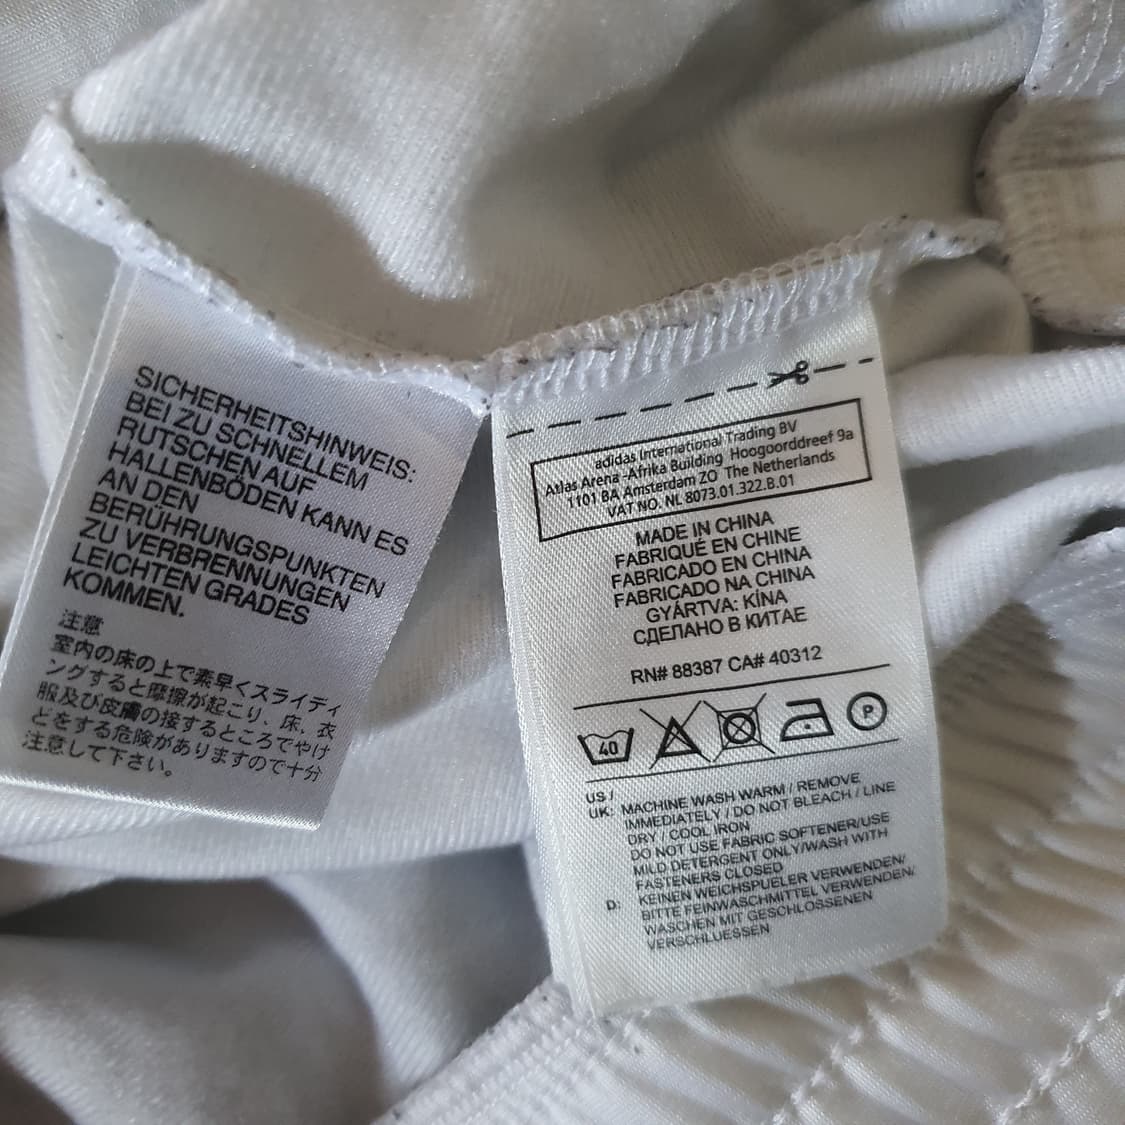 SICHERHEITSHINWEIS:
BEI ZU SCHNELLEM
RUTSCHEN AUF
HALLENBÖDEN KANN ES
AN DEN
BERÜHRUNGSPUNKTEN
ZU VERBRENNUNGEN
LEICHTEN GRADES
KOMMEN.
注意
室内の床の上で素早くスライディ
ングすると摩擦が起こり、床、衣
服及び皮膚の接するところでやけ
どをする危険がありますので十分
注意して下さい。
adidas International Trading BV
Atlas Arena -Afrika Building Hoogoorddreef 9a
1101 BA Amsterdam ZO The Netherlands
VAT NO. NL 8073.01.322.B.01
MADE IN CHINA
FABRIQUÉ EN CHINE
FABRICADO EN CHINA
FABRICADO NA CHINA
GYÁRTVA: KÍNA
СДЕЛАНО В КИТАЕ
RN# 88387 CA# 40312
40 P
US /
UK: MACHINE WASH WARM / REMOVE
IMMEDIATELY / DO NOT BLEACH / LINE
DRY / COOL IRON
DO NOT USE FABRIC SOFTENER/USE
MILD DETERGENT ONLY/WASH WITH
FASTENERS CLOSED
D: KEINEN WEICHSPUELER VERWENDEN/
BITTE FEINWASCHMITTEL VERWENDEN/
WASCHEN MIT GESCHLOSSENEN
VERSCHLUESSEN